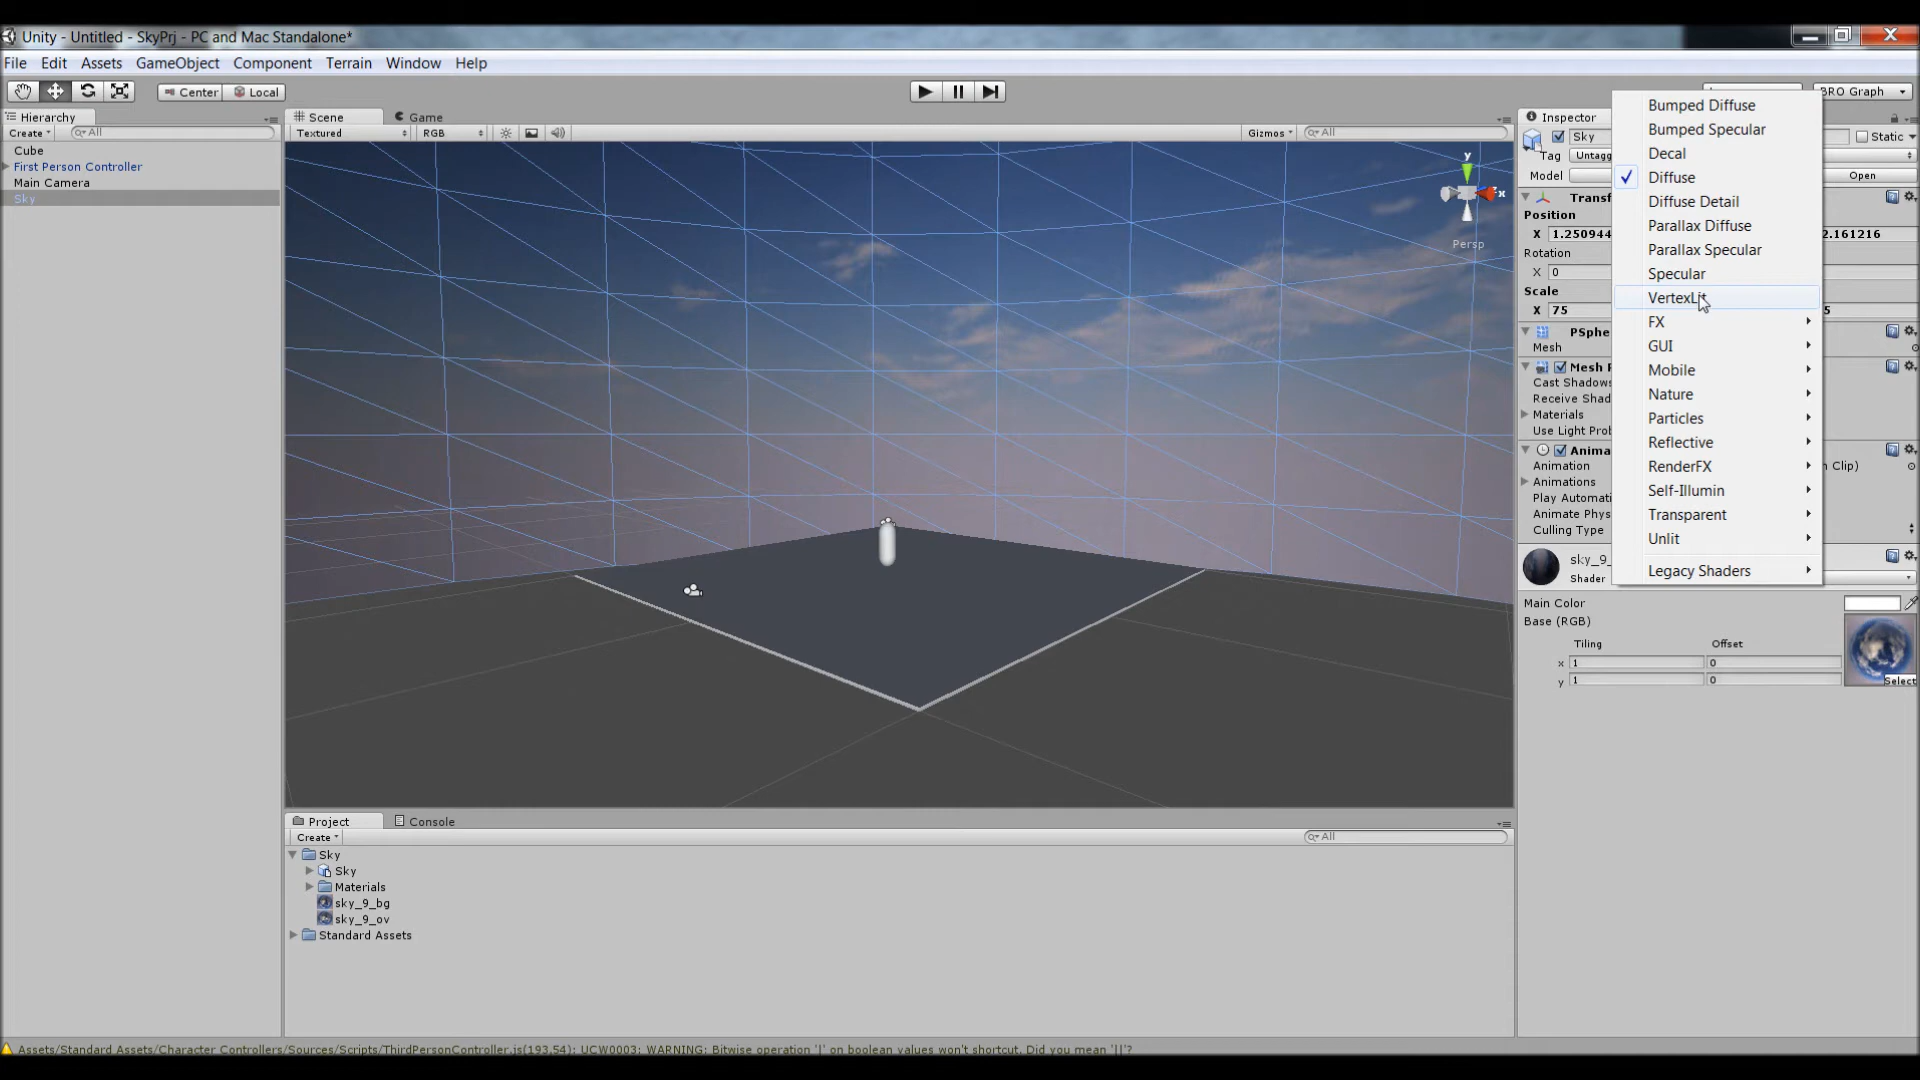 Unity - Untitled - SkyPrj - PC and Mac Standalone*
File Edit Assets GameObject Component Terrain Window Help
Center Local BRO Graph
Hierarchy
Create All
Cube
First Person Controller
Main Camera
Sky
Scene Game
Textured RGB Gizmos All
y
x
Persp
Inspector
Sky Static
Tag Untagg
Model Open
Transf
Position
X 1.250944 2.161216
Rotation
X 0
Scale
X 75 5
PSphe
Mesh
Mesh R
Cast Shadows
Receive Shad
Materials
Use Light Prob
Anima
Animation n Clip)
Animations
Play Automati
Animate Phys
Culling Type
sky_9_
Shader
Bumped Diffuse
Bumped Specular
Decal
Diffuse
Diffuse Detail
Parallax Diffuse
Parallax Specular
Specular
VertexLit
FX
GUI
Mobile
Nature
Particles
Reflective
RenderFX
Self-Illumin
Transparent
Unlit
Legacy Shaders
Main Color
Base (RGB)
Tiling Offset
x 1 0
y 1 0
Select
Project Console
Create All
Sky
Sky
Materials
sky_9_bg
sky_9_ov
Standard Assets
Assets/Standard Assets/Character Controllers/Sources/Scripts/ThirdPersonController.js(193,54): UCW0003: WARNING: Bitwise operation '|' on boolean values won't shortcut. Did you mean '||'?